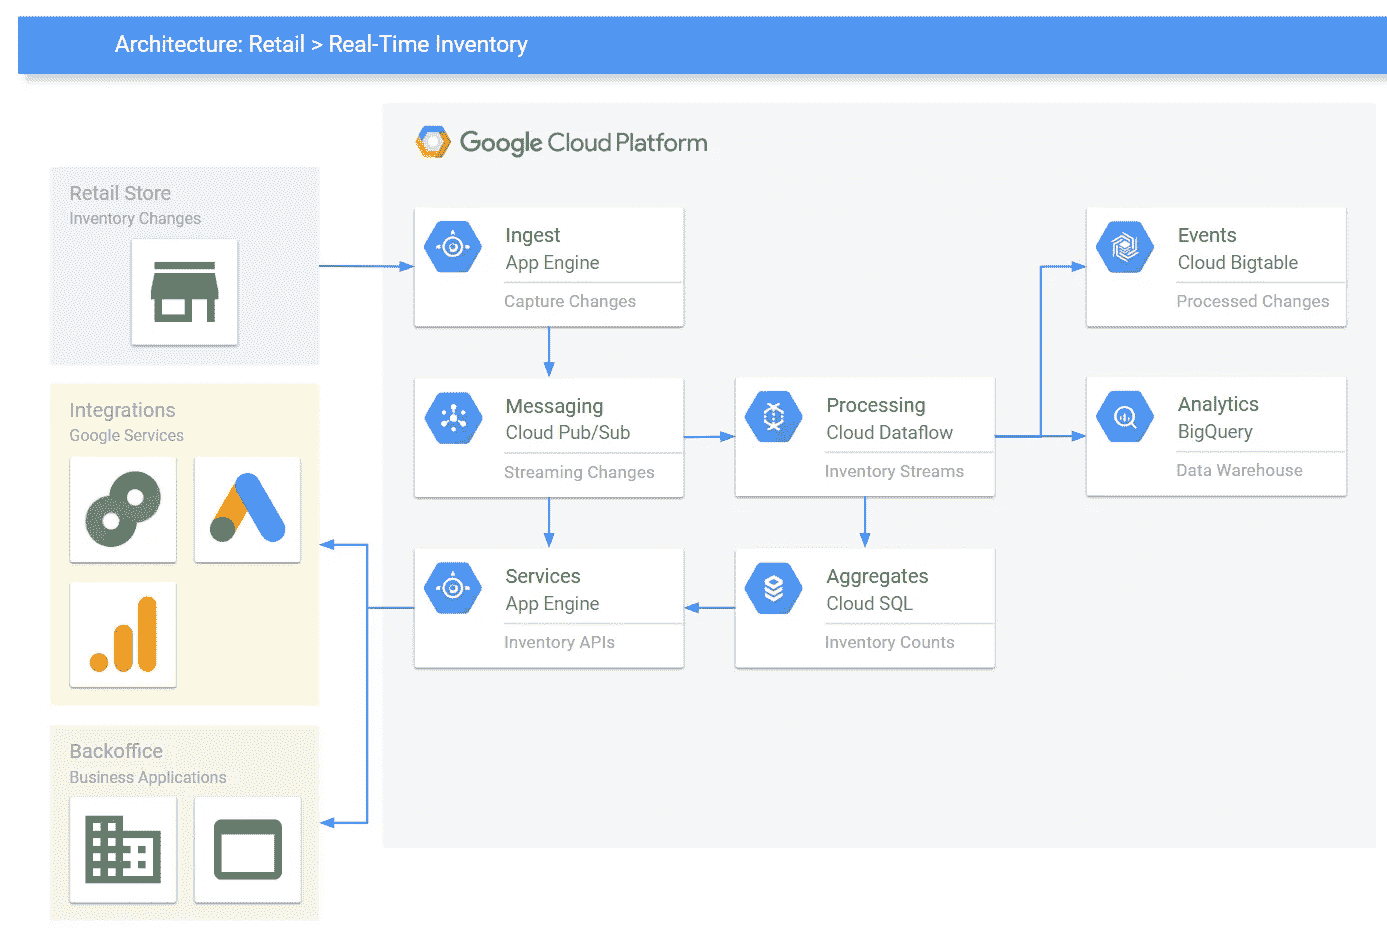 Architecture: Retail > Real-Time Inventory
Google Cloud Platform
Retail Store
Inventory Changes
Ingest
App Engine
Capture Changes
Events
Cloud Bigtable
Processed Changes
Integrations
Google Services
Messaging
Cloud Pub/Sub
Streaming Changes
Processing
Cloud Dataflow
Inventory Streams
Analytics
BigQuery
Data Warehouse
Services
App Engine
Inventory APIs
Aggregates
Cloud SQL
Inventory Counts
Backoffice
Business Applications